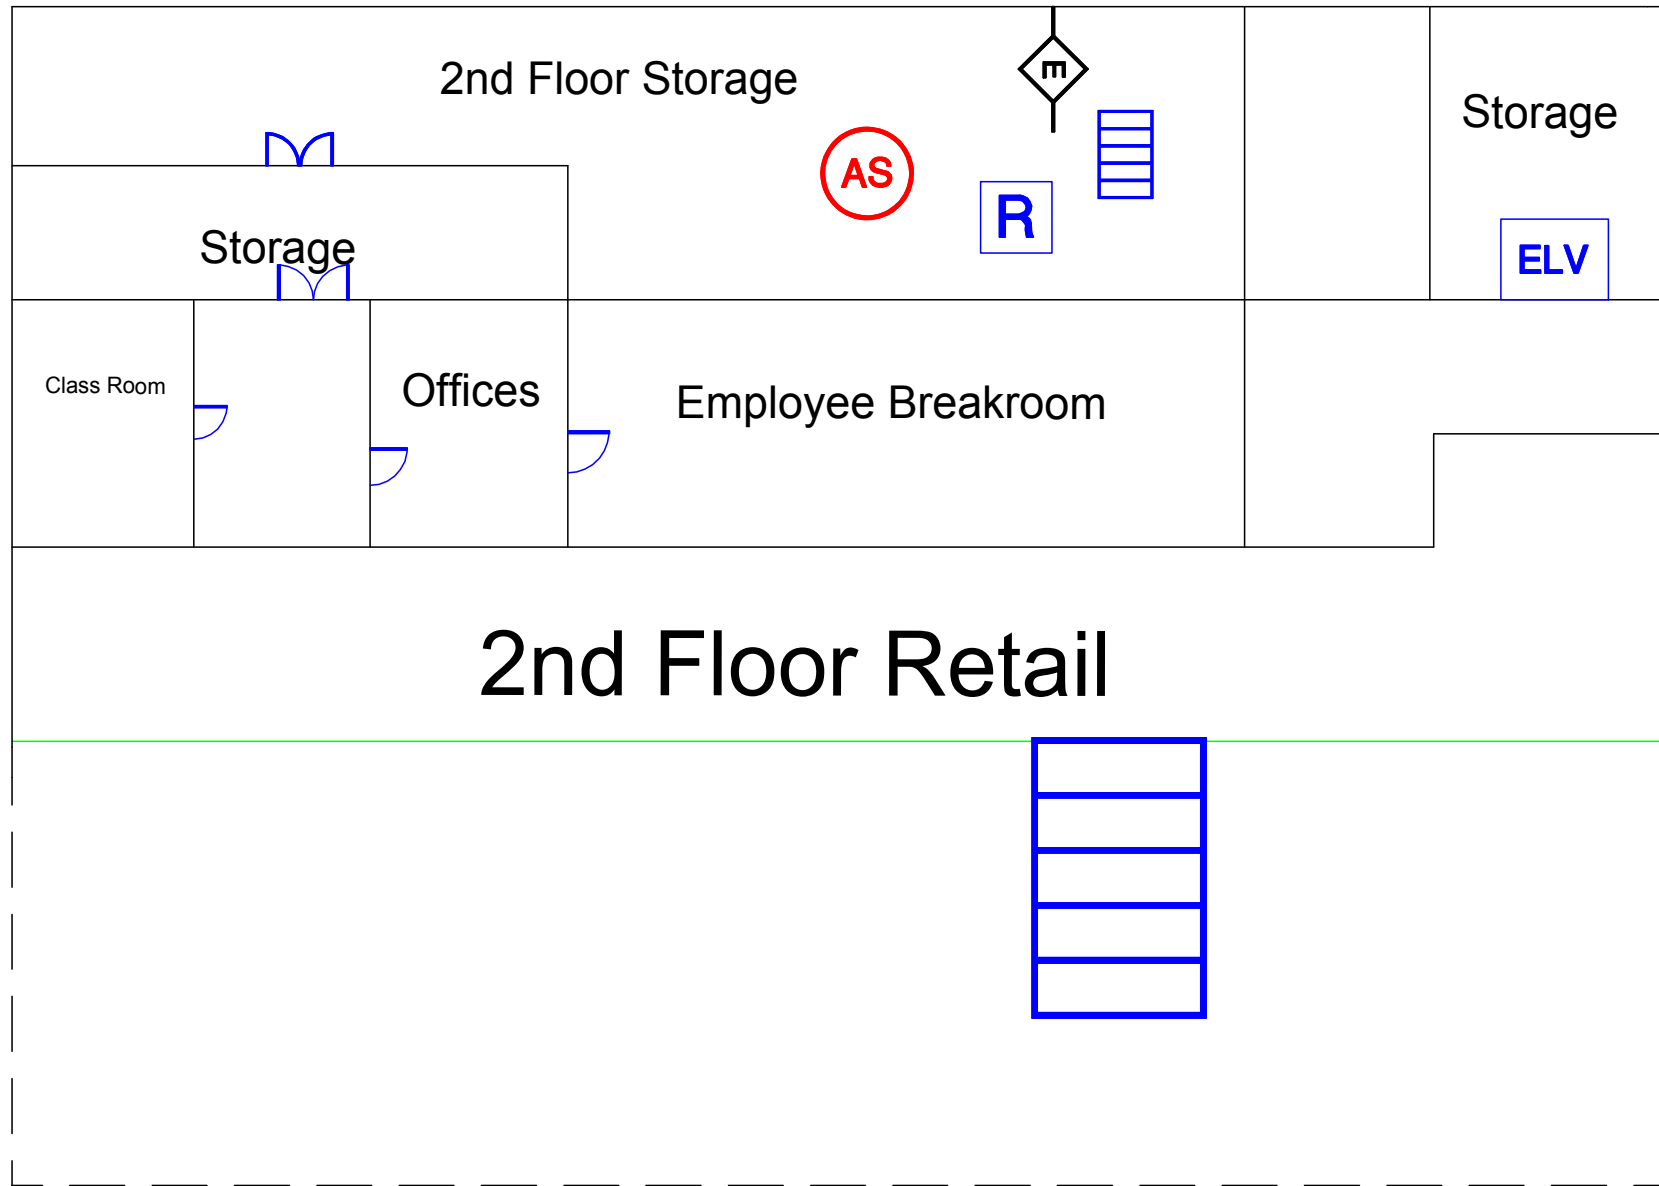 2nd Floor Storage
E
Storage
AS
R
Storage
ELV
Class Room
Offices
Employee Breakroom
2nd Floor Retail